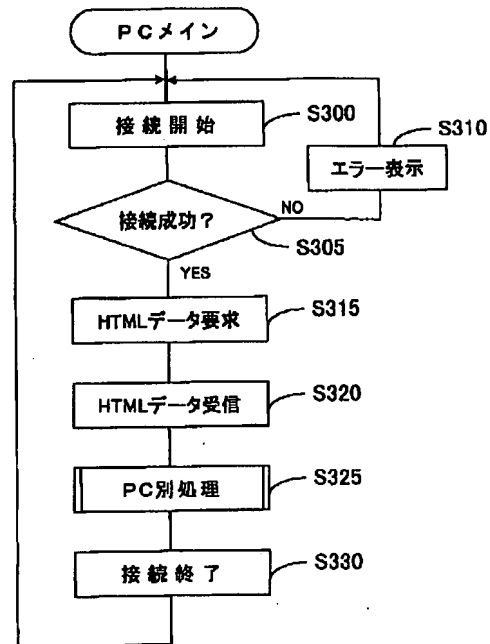 PCメイン
接続開始
S300
S310
エラー表示
接続成功?
NO
S305
YES
HTMLデータ要求
S315
HTMLデータ受信
S320
PC別処理
S325
接続終了
S330